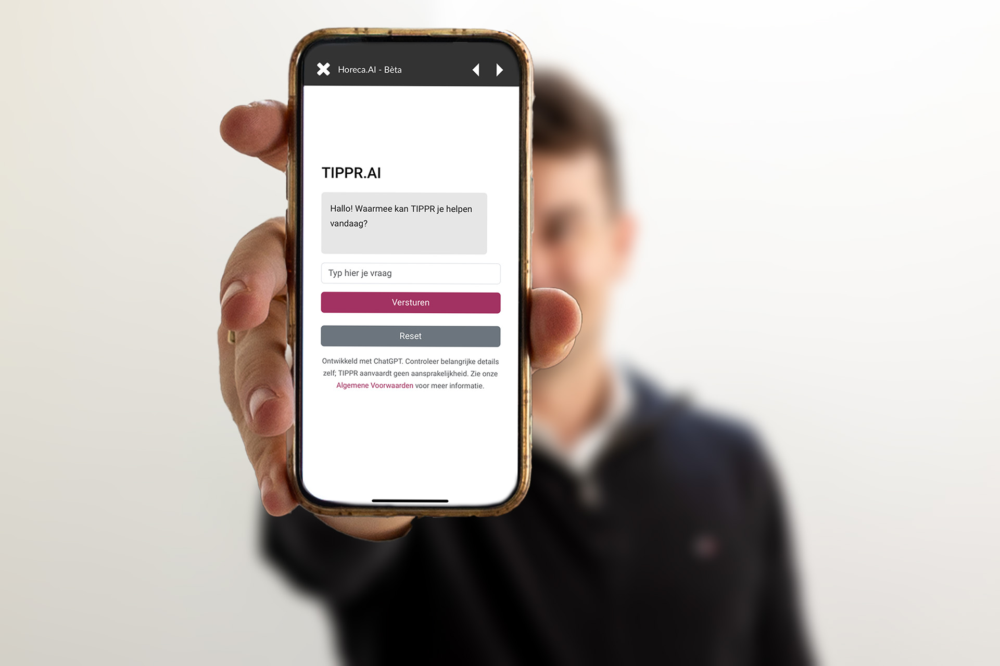 Horeca.AI - Bèta
TIPPR.AI
Hallo! Waarmee kan TIPPR je helpen
vandaag?
Typ hier je vraag
Versturen
Reset
Ontwikkeld met ChatGPT. Controleer belangrijke details
zelf; TIPPR aanvaardt geen aansprakelijkheid. Zie onze
Algemene Voorwaarden voor meer informatie.